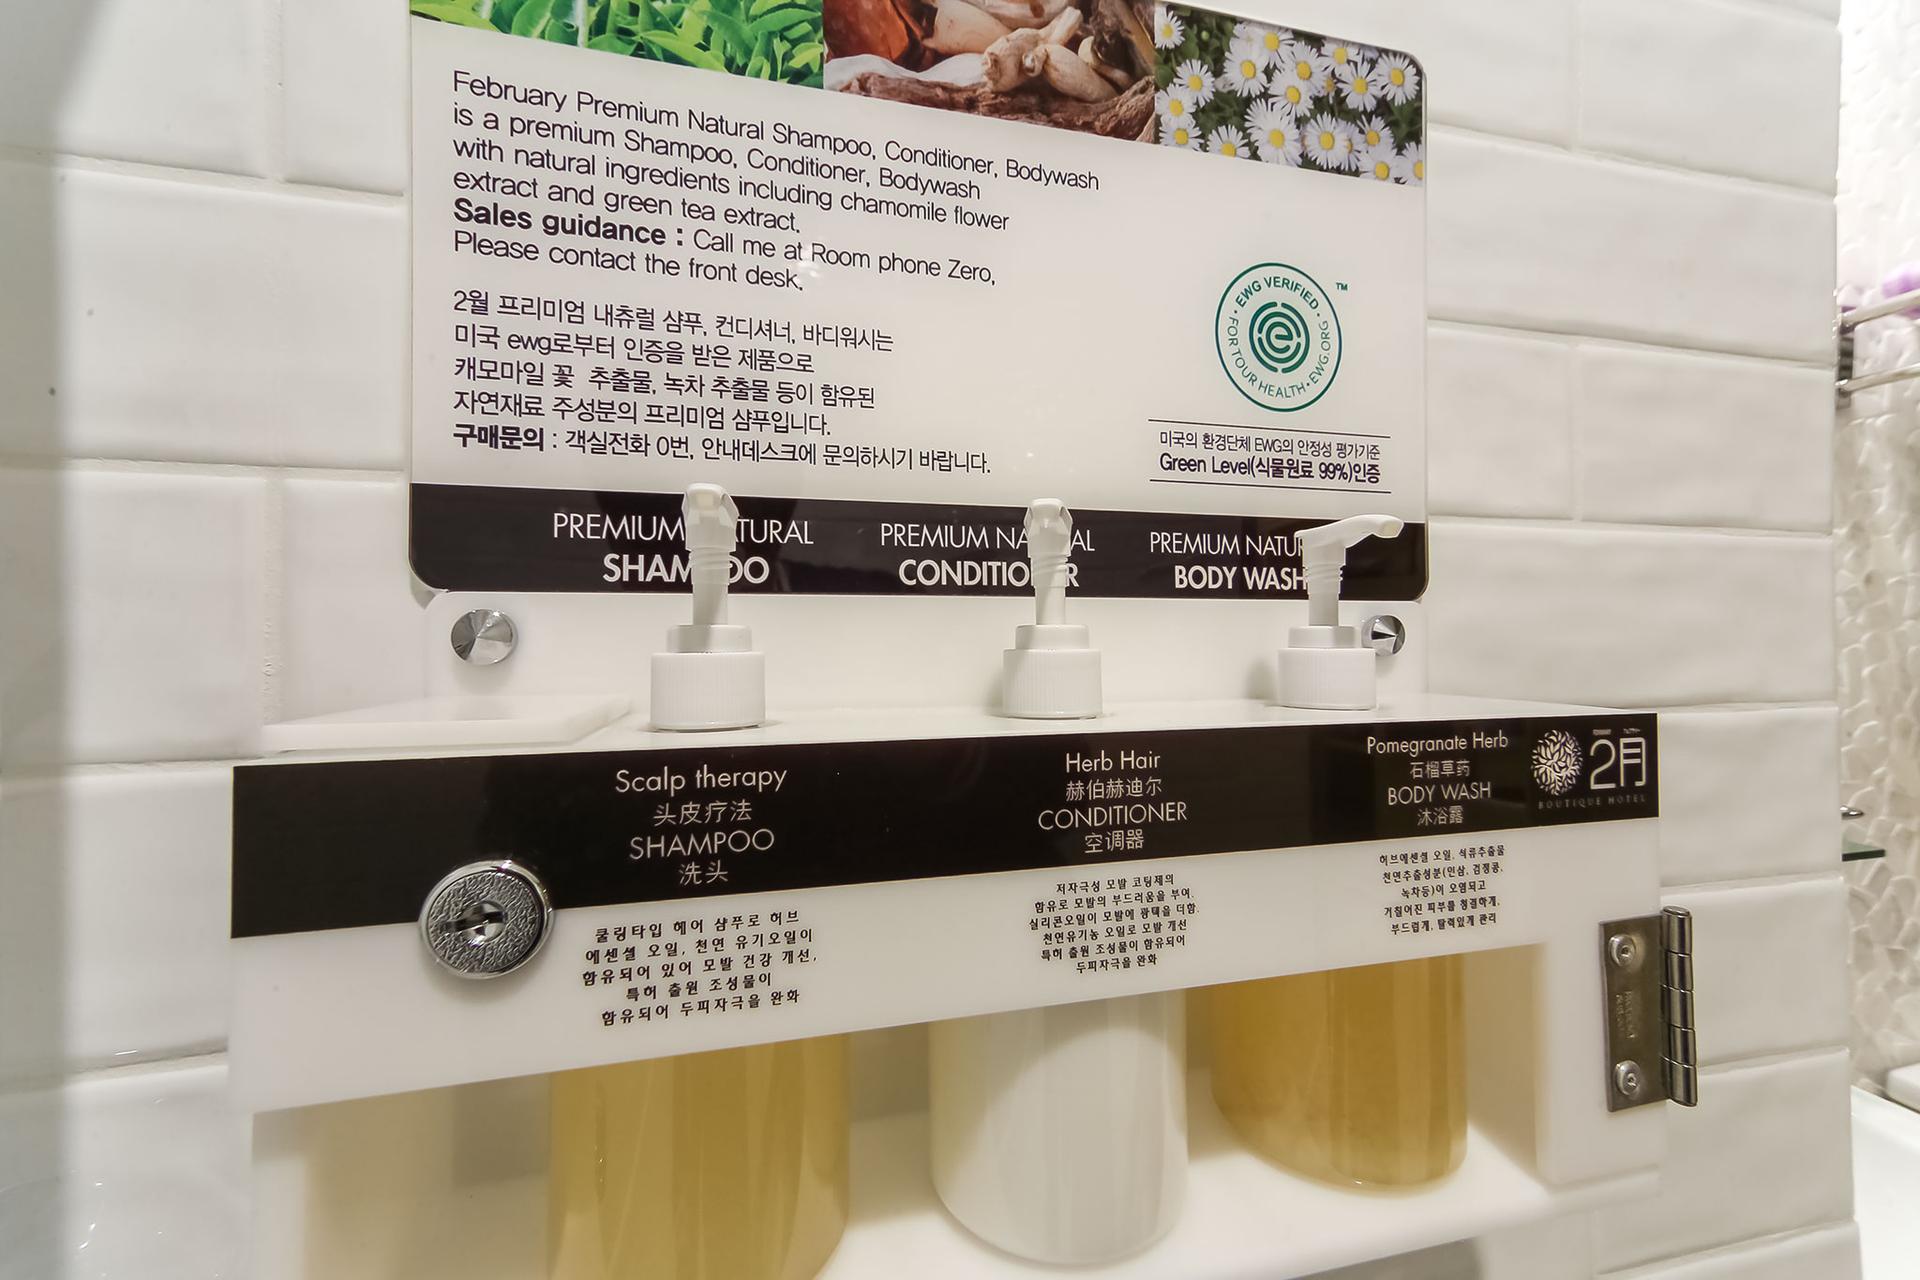 February Premium Natural Shampoo, Conditioner, Bodywash
is a premium Shampoo, Conditioner, Bodywash
with natural ingredients including chamomile flower
extract and green tea extract.
Sales guidance : Call me at Room phone Zero,
Please contact the front desk.
2월 프리미엄 내츄럴 샴푸, 컨디셔너, 바디워시는
미국 ewg로부터 인증을 받은 제품으로
캐모마일 꽃 추출물, 녹차 추출물 등이 함유된
자연재료 주성분의 프리미엄 샴푸입니다.
구매문의 : 객실전화 0번, 안내데스크에 문의하시기 바랍니다.
EWG VERIFIED · FOR TOUR HEALTH · EWG.ORG
TM
미국의 환경단체 EWG의 안정성 평가기준
Green Level(식물원료 99%)인증
PREMIUM
SHAMPOO
PREMIUM
CONDITIONER
PREMIUM
BODY WASH
Scalp therapy
头皮疗法
SHAMPOO
洗头
쿨링타입 헤어 샴푸로 허브
에센셜 오일, 천연 유기오일이
함유되어 있어 모발 건강 개선,
특허 출원 조성물이
함유되어 두피자극을 완화
Herb Hair
赫伯赫迪尔
CONDITIONER
空调器
저자극성 모발 코팅제의
함유로 모발의 부드러움을 부여,
실리콘오일이 모발에 광택을 더함.
천연유기농 오일로 모발 개선
특허 출원 조성물이 함유되어
두피자극을 완화
Pomegranate Herb
石榴草药
BODY WASH
沐浴露
허브에센셜 오일, 석류추출물
천연추출성분(인삼, 검정콩,
녹차등)이 오염되고
거칠어진 피부를 청결하게,
부드럽게, 탈력있게 관리
2月
BOUTIQUE HOTEL